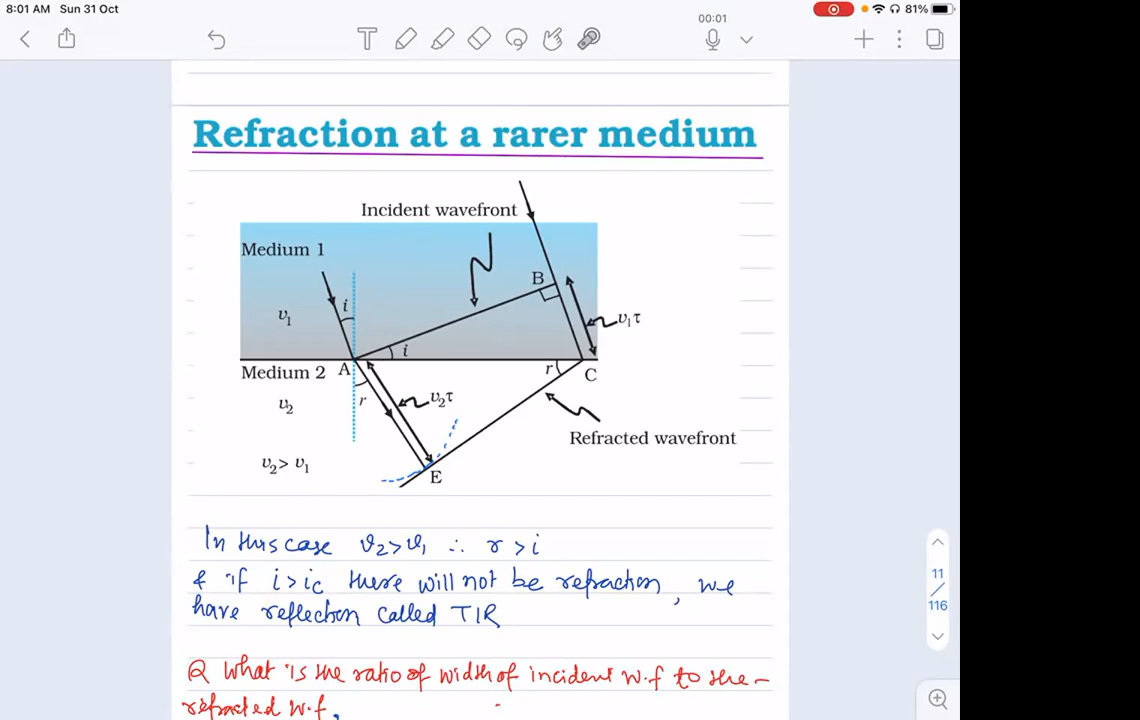 8:01 AM Sun 31 Oct
81%
00:01
Refraction at a rarer medium
Incident wavefront
Medium 1
B
i
v₁
v₁τ
i
A
r
C
Medium 2
v₂
r
v₂τ
Refracted wavefront
v₂ > v₁
E
In this case v₂>v₁ ∴ r >i
& if i>ic there will not be refraction, we
have reflection called TIR
11
/
116
Q What is the ratio of width of incident w.f to the-
refracted w.f,